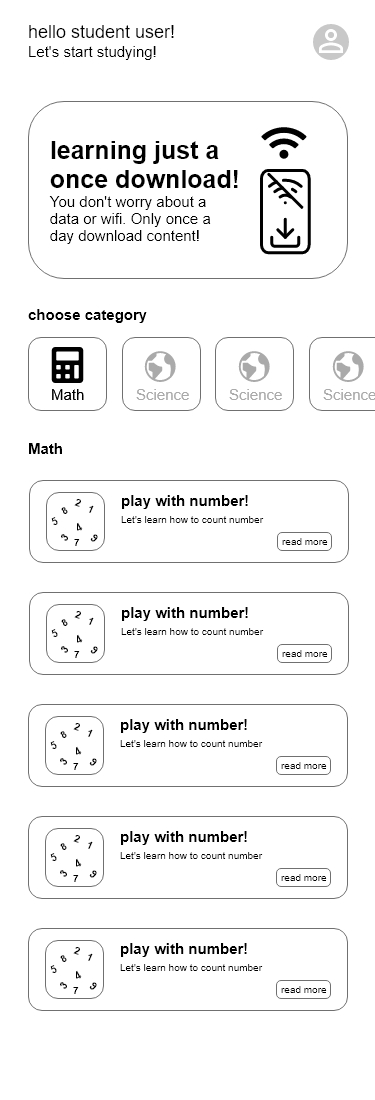 hello student user!
Let's start studying!
learning just a
once download!
You don't worry about a
data or wifi. Only once a
day download content!
choose category
Math
Science
Science
Science
Math
play with number!
Let's learn how to count number
read more
2
8
1
5
4
3
7
9
play with number!
Let's learn how to count number
read more
2
8
1
5
4
3
7
9
play with number!
Let's learn how to count number
read more
2
8
1
5
4
3
7
9
play with number!
Let's learn how to count number
read more
2
8
1
5
4
3
7
9
play with number!
Let's learn how to count number
read more
2
8
1
5
4
3
7
9